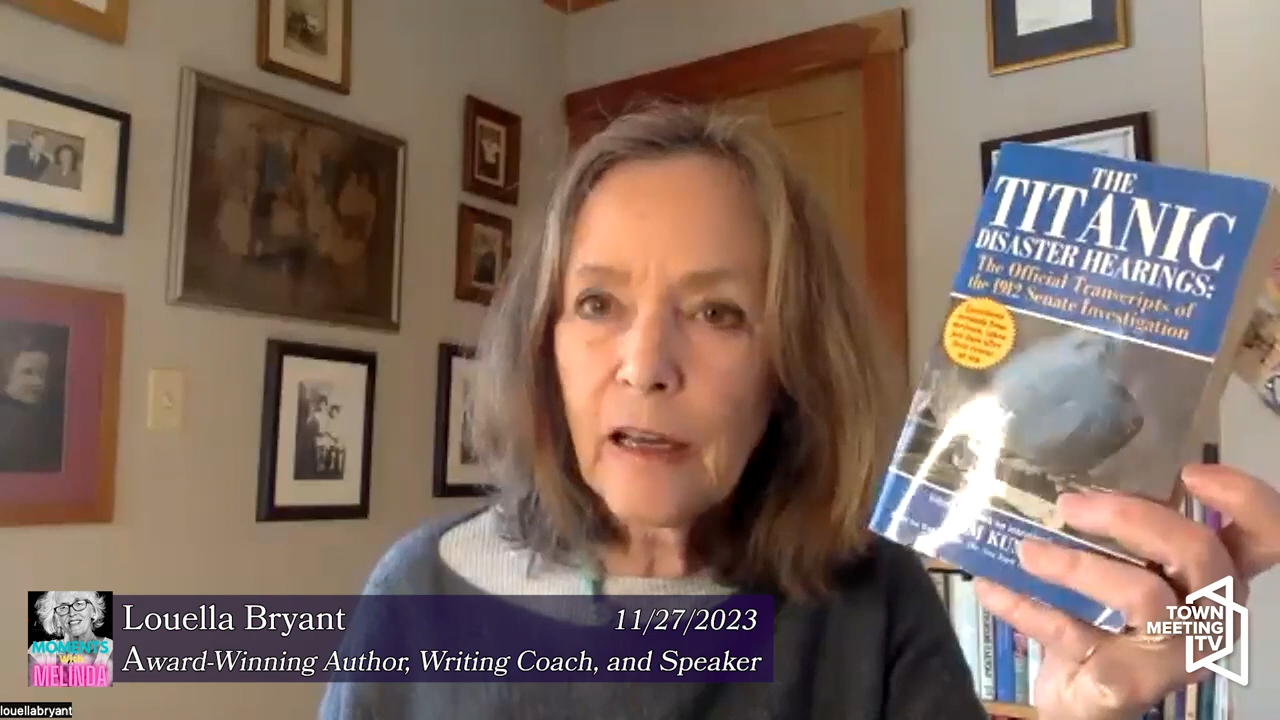 THE
TITANIC
DISASTER HEARINGS:
The Official Transcripts of
the 1912 Senate Investigation
Louella Bryant
11/27/2023
Award-Winning Author, Writing Coach, and Speaker
MOMENTS
with
MELINDA
TOWN
MEETING
TV
louellabryant